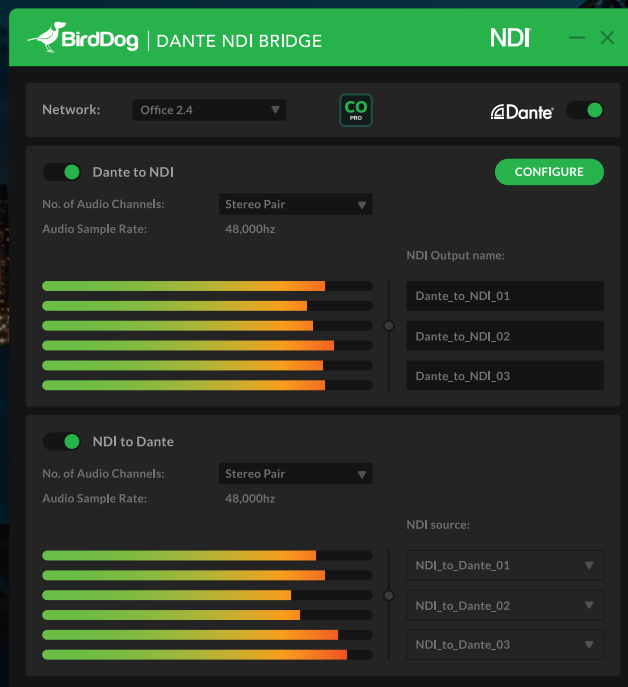 BirdDog | DANTE NDI BRIDGE NDI
Network: Office 2.4 CO PRO Dante
Dante to NDI CONFIGURE
No. of Audio Channels: Stereo Pair
Audio Sample Rate: 48,000hz
NDI Output name:
Dante_to_NDI_01
Dante_to_NDI_02
Dante_to_NDI_03
NDI to Dante
No. of Audio Channels: Stereo Pair
Audio Sample Rate: 48,000hz
NDI source:
NDI_to_Dante_01
NDI_to_Dante_02
NDI_to_Dante_03